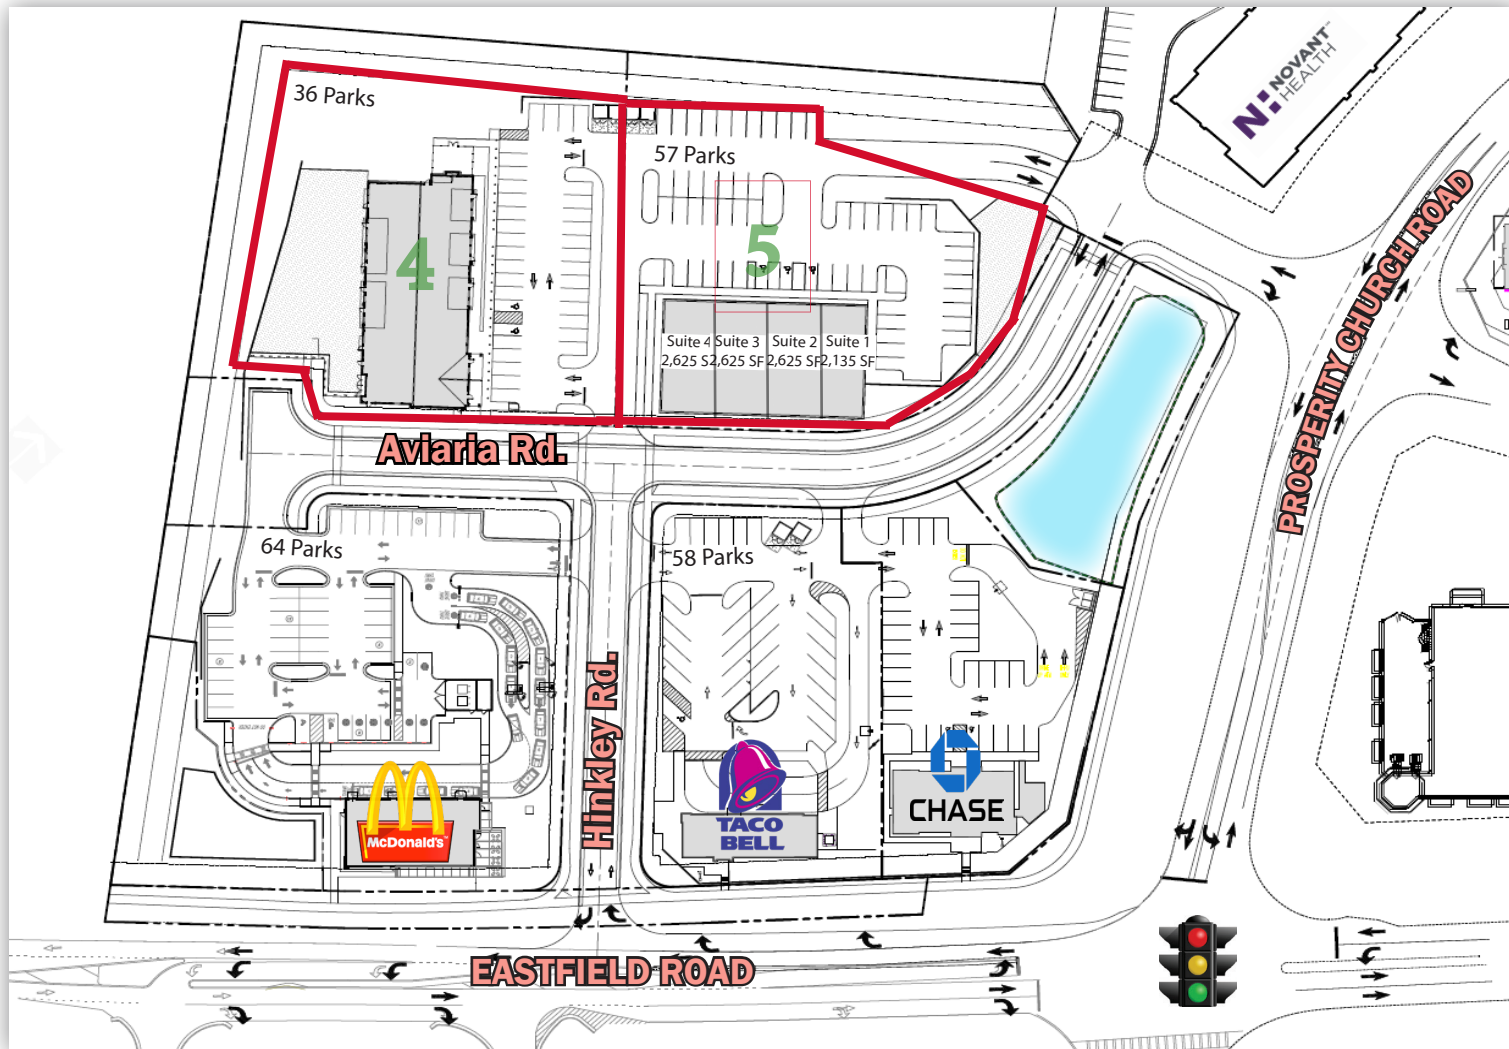 NOVANT
HEALTH
36 Parks
57 Parks
4
5
Suite 4
2,625 S
Suite 3
2,625 SF
Suite 2
2,625 SF
Suite 1
2,135 SF
PROSPERITY CHURCH ROAD
Aviaria Rd.
64 Parks
58 Parks
Hinkley Rd.
McDonald's
TACO
BELL
CHASE
EASTFIELD ROAD